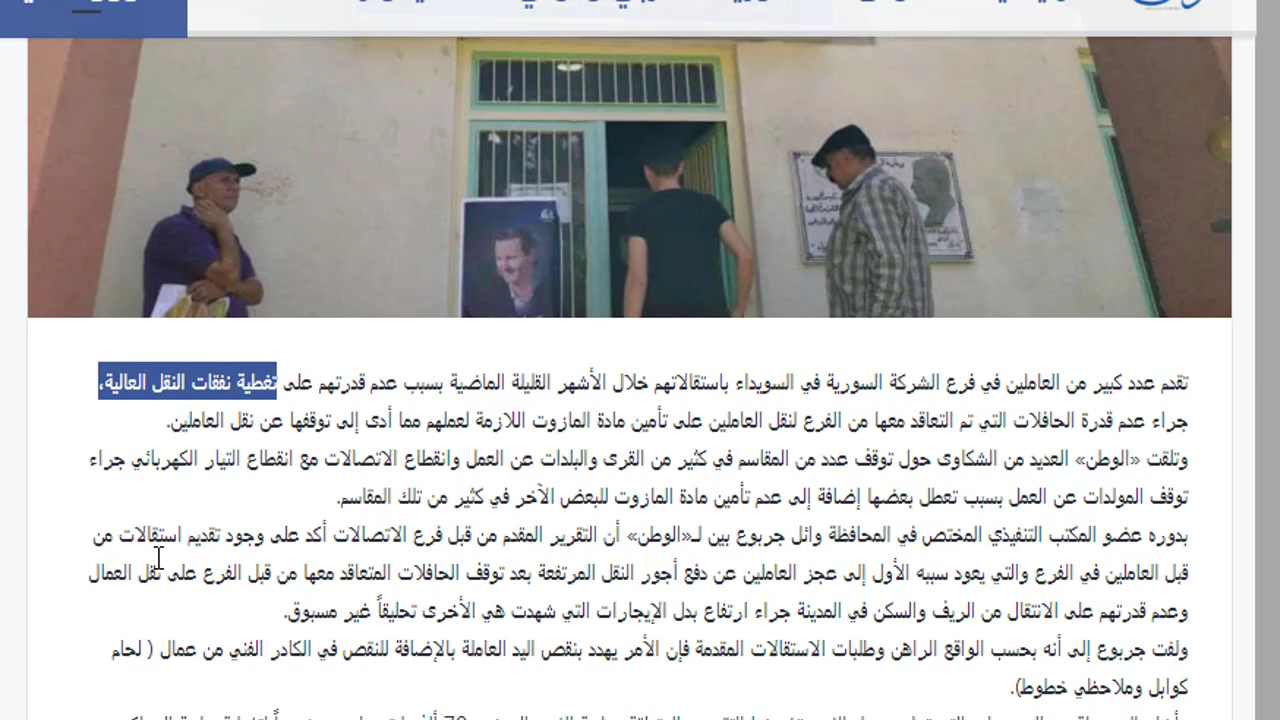 تقدم عدد كبير من العاملين في فرع الشركة السورية في السويداء باستقالاتهم خلال الأشهر القليلة الماضية بسبب عدم قدرتهم على تغطية نفقات النقل العالية،
جراء عدم قدرة الحافلات التي تم التعاقد معها من الفرع لنقل العاملين على تأمين مادة المازوت اللازمة لعملهم مما أدى إلى توقفها عن نقل العاملين.
وتلقت «الوطن» العديد من الشكاوى حول توقف عدد من المقاسم في كثير من القرى والبلدات عن العمل وانقطاع الاتصالات مع انقطاع التيار الكهربائي جراء
توقف المولدات عن العمل بسبب تعطل بعضها إضافة إلى عدم تأمين مادة المازوت للبعض الآخر في كثير من تلك المقاسم.
بدوره عضو المكتب التنفيذي المختص في المحافظة وائل جربوع بين لـ«الوطن» أن التقرير المقدم من قبل فرع الاتصالات أكد على وجود تقديم استقالات من
قبل العاملين في الفرع والتي يعود سببه الأول إلى عجز العاملين عن دفع أجور النقل المرتفعة بعد توقف الحافلات المتعاقد معها من قبل الفرع على نقل العمال
وعدم قدرتهم على الانتقال من الريف والسكن في المدينة جراء ارتفاع بدل الإيجارات التي شهدت هي الأخرى تحليقاً غير مسبوق.
ولفت جربوع إلى أنه بحسب الواقع الراهن وطلبات الاستقالات المقدمة فإن الأمر يهدد بنقص اليد العاملة بالإضافة للنقص في الكادر الفني من عمال ( لحام
كوابل وملاحظي خطوط).